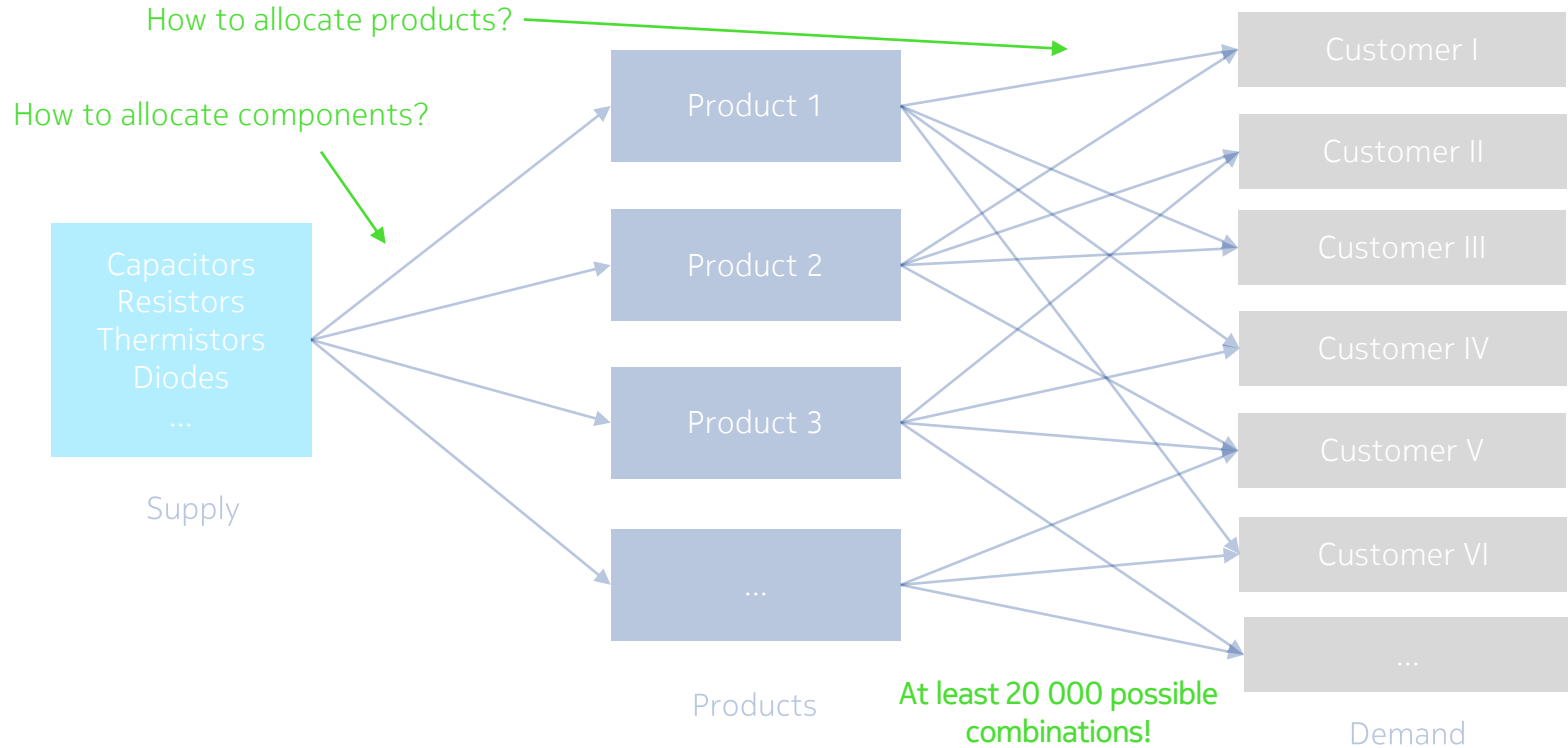 How to allocate products?
How to allocate components?
Capacitors
Resistors
Thermistors
Diodes
...
Supply
Product 1
Product 2
Product 3
...
Products
At least 20 000 possible
combinations!
Customer I
Customer II
Customer III
Customer IV
Customer V
Customer VI
...
Demand